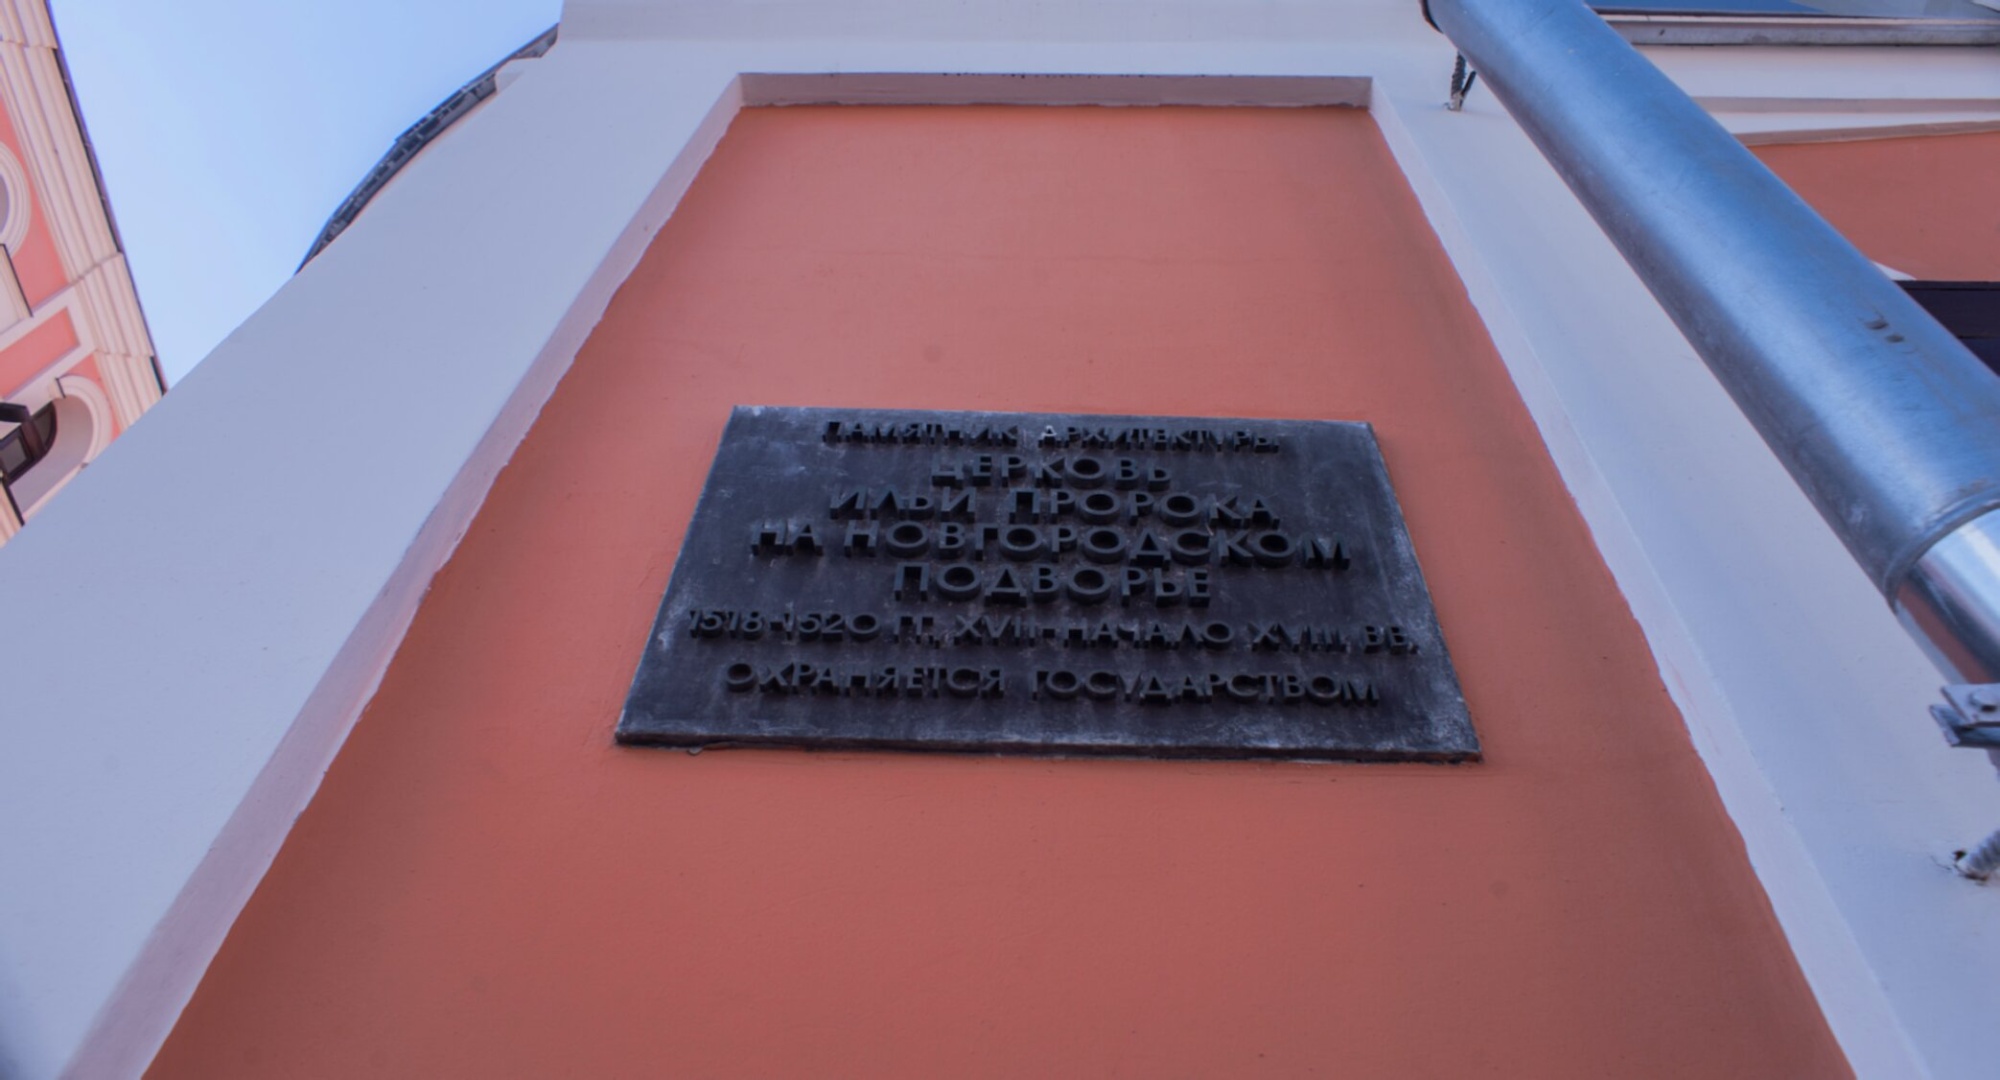 ПАМЯТНИК АРХИТЕКТУРЫ
ЦЕРКОВЬ
ИЛЬИ ПРОРОКА
НА НОВГОРОДСКОМ
ПОДВОРЬЕ
1518-1520 ГГ, XVII-НАЧАЛО XVIII ВВ.
ОХРАНЯЕТСЯ ГОСУДАРСТВОМ